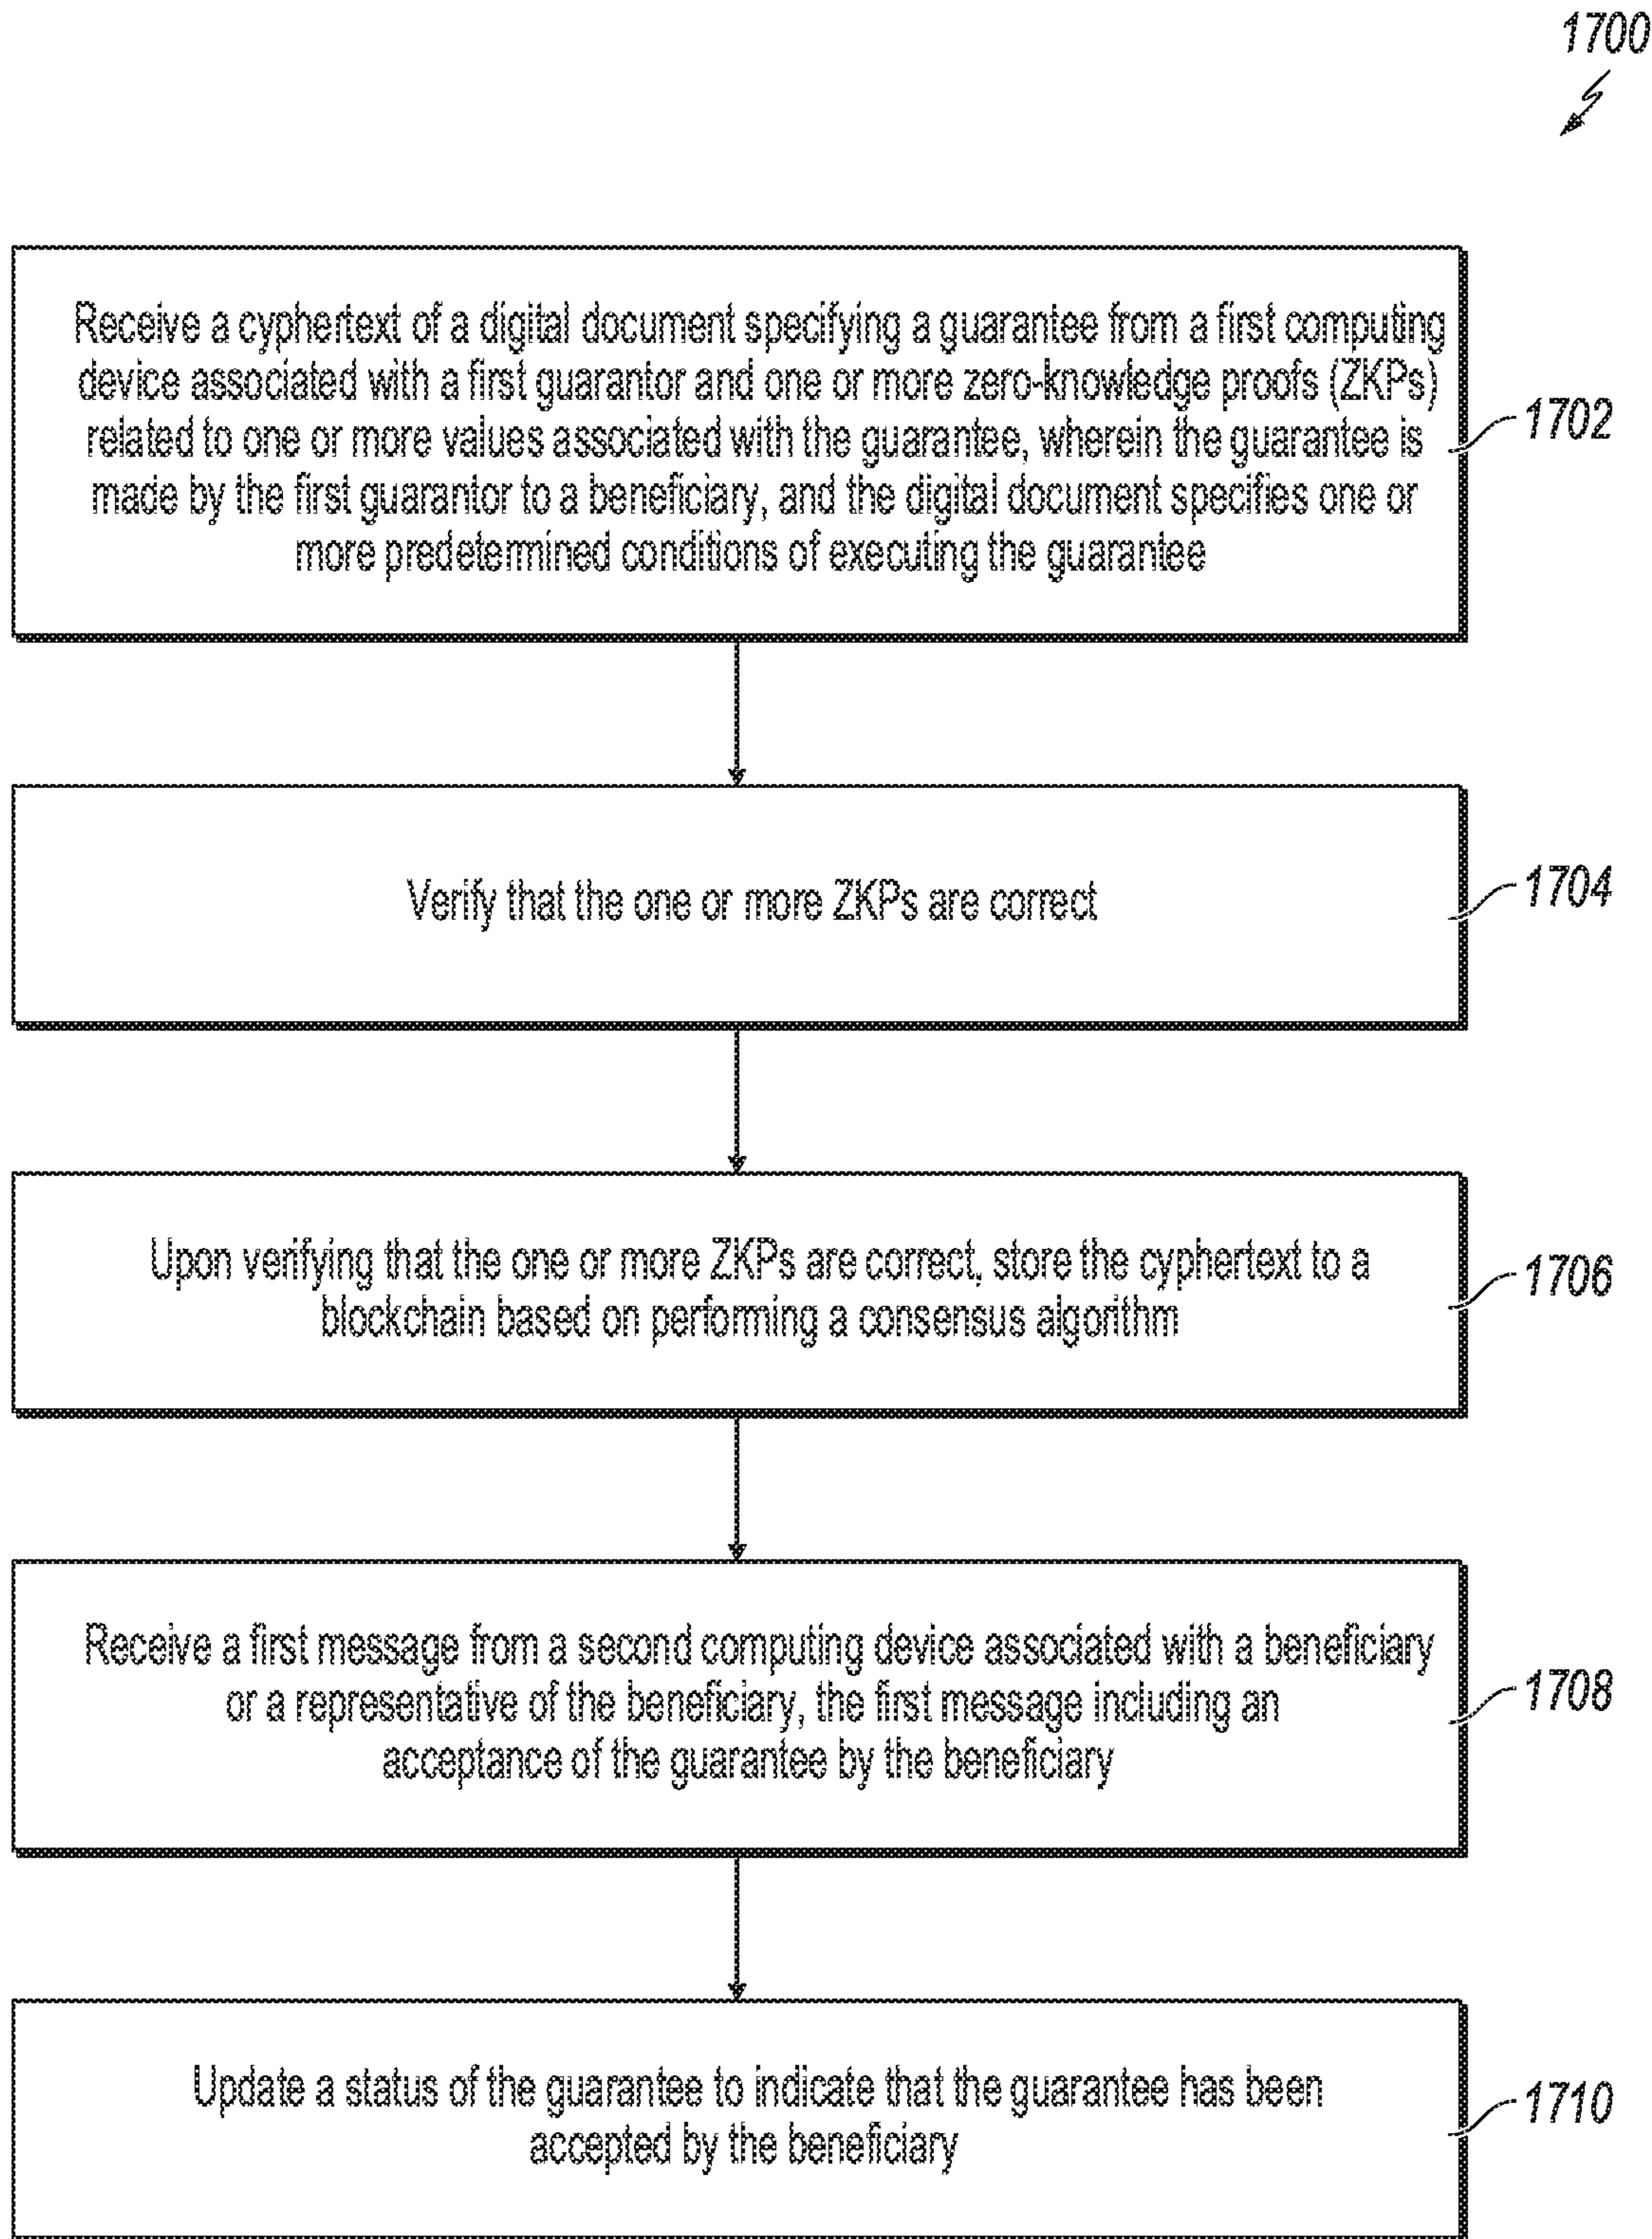 1700
Receive a cyphertext of a digital document specifying a guarantee from a first computing
device associated with a first guarantor and one or more zero-knowledge proofs (ZKPs)
related to one or more values associated with the guarantee, wherein the guarantee is
made by the first guarantor to a beneficiary, and the digital document specifies one or
more predetermined conditions of executing the guarantee
1702
Verify that the one or more ZKPs are correct
1704
Upon verifying that the one or more ZKPs are correct, store the cyphertext to a
blockchain based on performing a consensus algorithm
1706
Receive a first message from a second computing device associated with a beneficiary
or a representative of the beneficiary, the first message including an
acceptance of the guarantee by the beneficiary
1708
Update a status of the guarantee to indicate that the guarantee has been
accepted by the beneficiary
1710